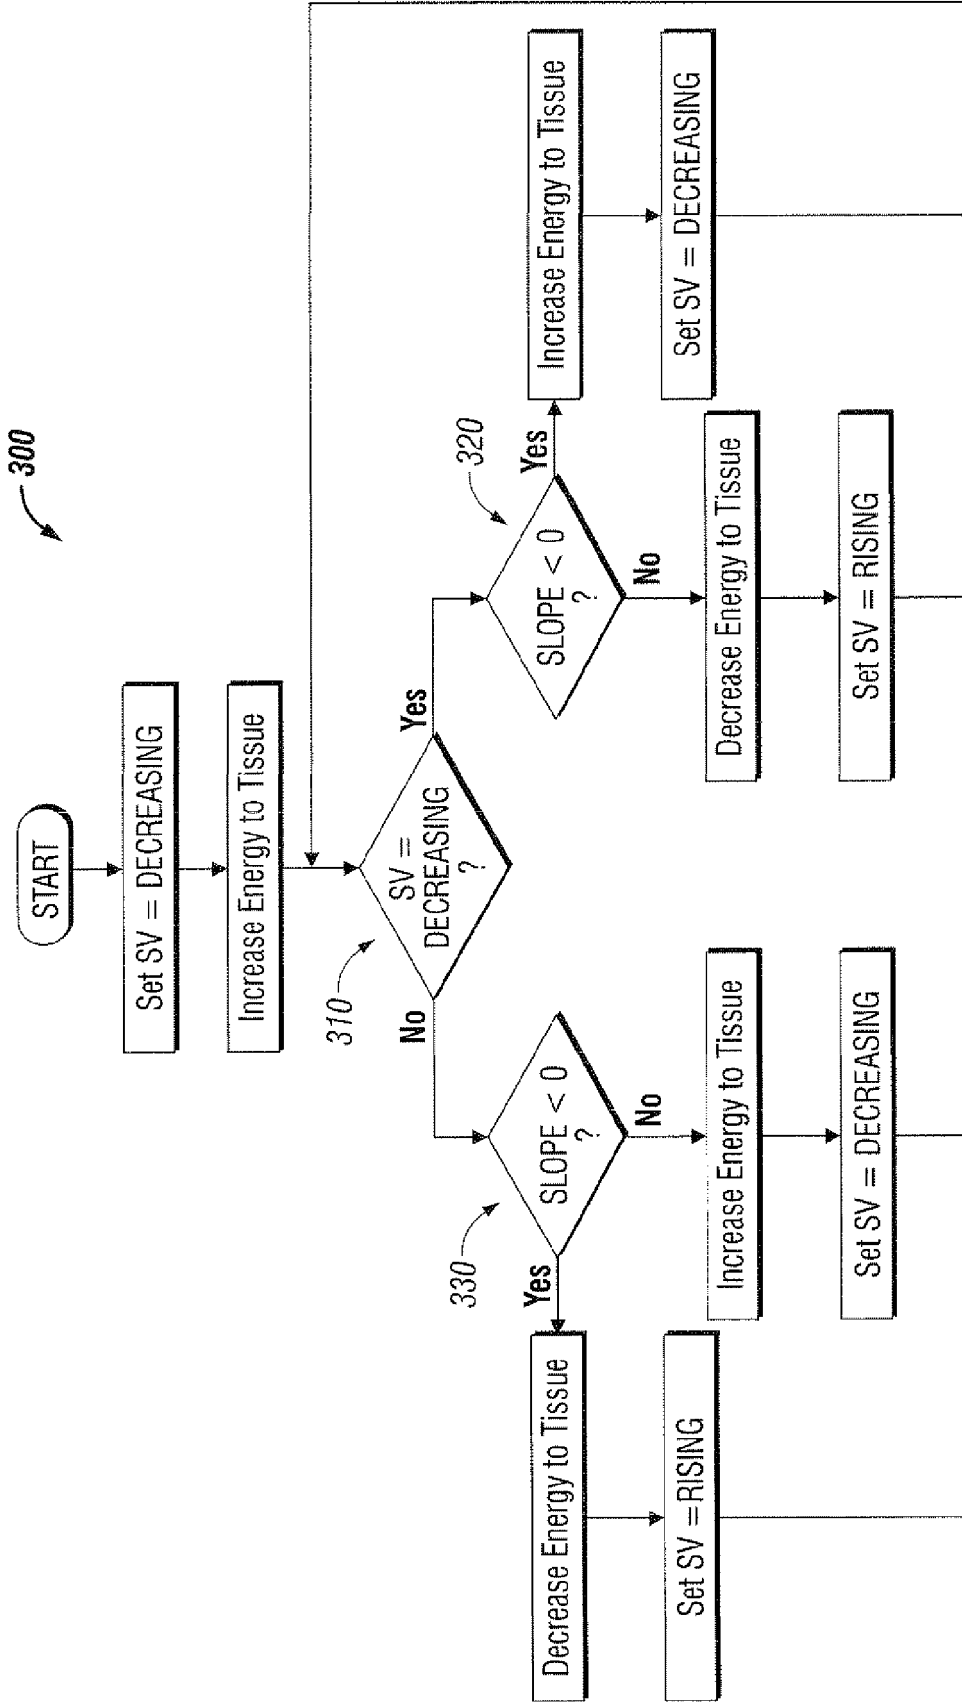 300
START
Set SV = DECREASING
Increase Energy to Tissue
310
SV =
DECREASING
?
No
Yes
330
SLOPE < 0
?
Yes
No
320
SLOPE < 0
?
Yes
No
Decrease Energy to Tissue
Set SV =RISING
Increase Energy to Tissue
Set SV = DECREASING
Decrease Energy to Tissue
Set SV = RISING
Increase Energy to Tissue
Set SV = DECREASING